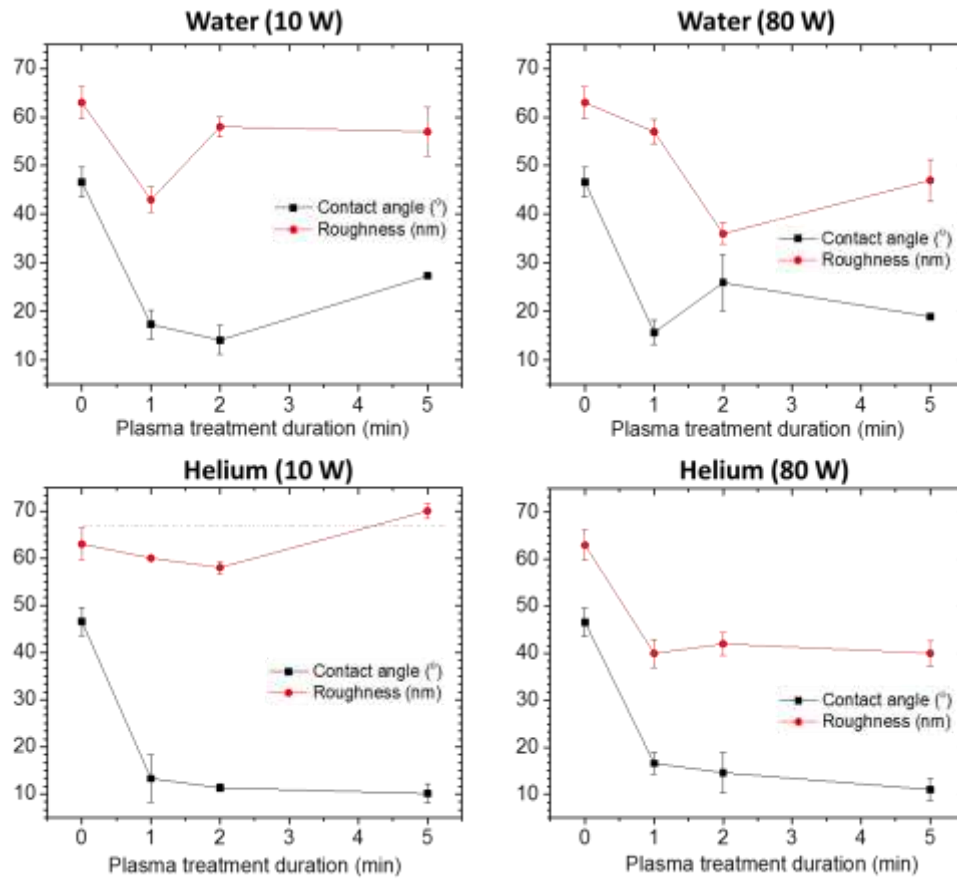 Water (10 W)
70
60
50
40
30
20
10
Contact angle (°)
Roughness (nm)
0 1 2 3 4 5
Plasma treatment duration (min)
Water (80 W)
70
60
50
40
30
20
10
Contact angle (°)
Roughness (nm)
0 1 2 3 4 5
Plasma treatment duration (min)
Helium (10 W)
70
60
50
40
30
20
10
Contact angle (°)
Roughness (nm)
0 1 2 3 4 5
Plasma treatment duration (min)
Helium (80 W)
70
60
50
40
30
20
10
Contact angle (°)
Roughness (nm)
0 1 2 3 4 5
Plasma treatment duration (min)